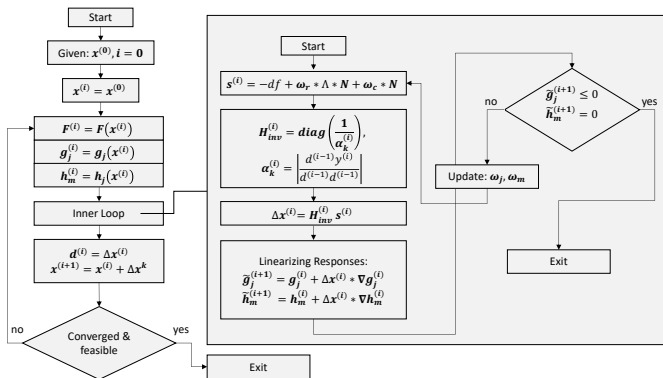 Start
Given: x^(0), i = 0
x^(i) = x^(0)
F^(i) = F(x^(i))
g_j^(i) = g_j(x^(i))
h_m^(i) = h_j(x^(i))
Inner Loop
d^(i) = Δx^(i)
x^(i+1) = x^(i) + Δx^k
no
Converged &
feasible
yes
Exit
Start
s^(i) = −df + ω_r * Λ * N + ω_c * N
H_inv^(i) = diag(1/α_k^(i)),
α_k^(i) = |d^(i−1) y^(i) / d^(i−1) d^(i−1)|
Δx^(i) = H_inv^(i) s^(i)
Linearizing Responses:
g̃_j^(i+1) = g_j^(i) + Δx^(i) * ∇g_j^(i)
h̃_m^(i+1) = h_m^(i) + Δx^(i) * ∇h_m^(i)
g̃_j^(i+1) ≤ 0
h̃_m^(i+1) = 0
no
yes
Update: ω_j, ω_m
Exit